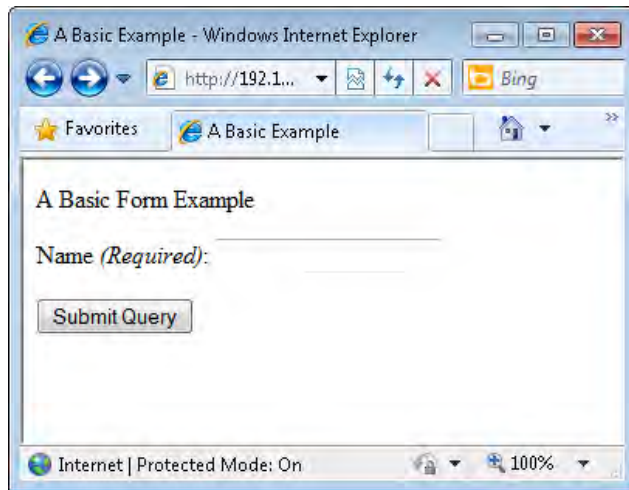 A Basic Example - Windows Internet Explorer
http://192.1...
Bing
Favorites
A Basic Example
»
A Basic Form Example
Name (Required):
Submit Query
Internet | Protected Mode: On
100%